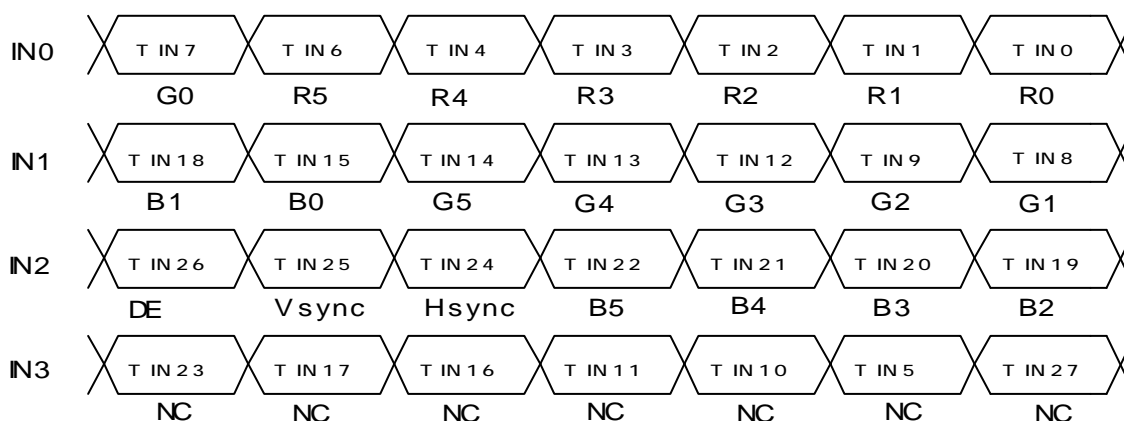 IN0 T IN7 T IN6 T IN4 T IN3 T IN2 T IN1 T IN0
G0 R5 R4 R3 R2 R1 R0
IN1 T IN18 T IN15 T IN14 T IN13 T IN12 T IN9 T IN8
B1 B0 G5 G4 G3 G2 G1
IN2 T IN26 T IN25 T IN24 T IN22 T IN21 T IN20 T IN19
DE Vsync Hsync B5 B4 B3 B2
IN3 T IN23 T IN17 T IN16 T IN11 T IN10 T IN5 T IN27
NC NC NC NC NC NC NC